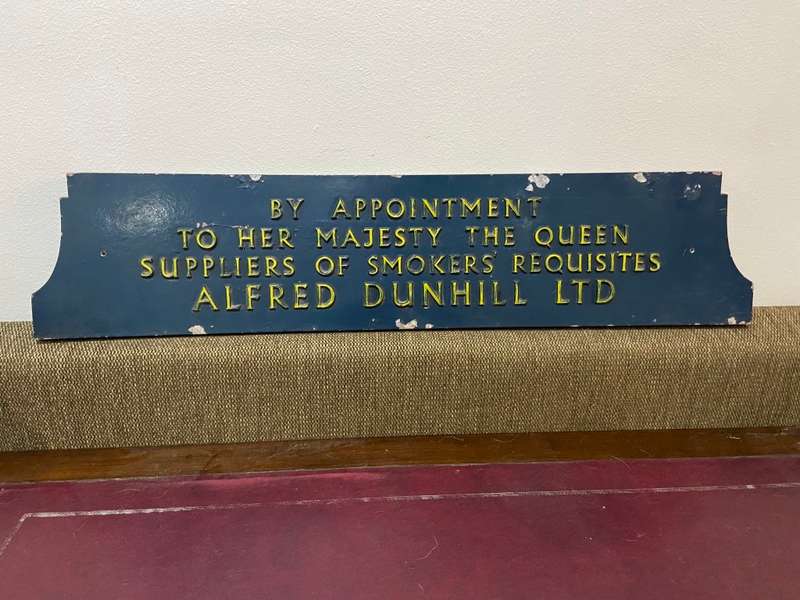 BY APPOINTMENT
TO HER MAJESTY THE QUEEN
SUPPLIERS OF SMOKERS' REQUISITES
ALFRED DUNHILL LTD